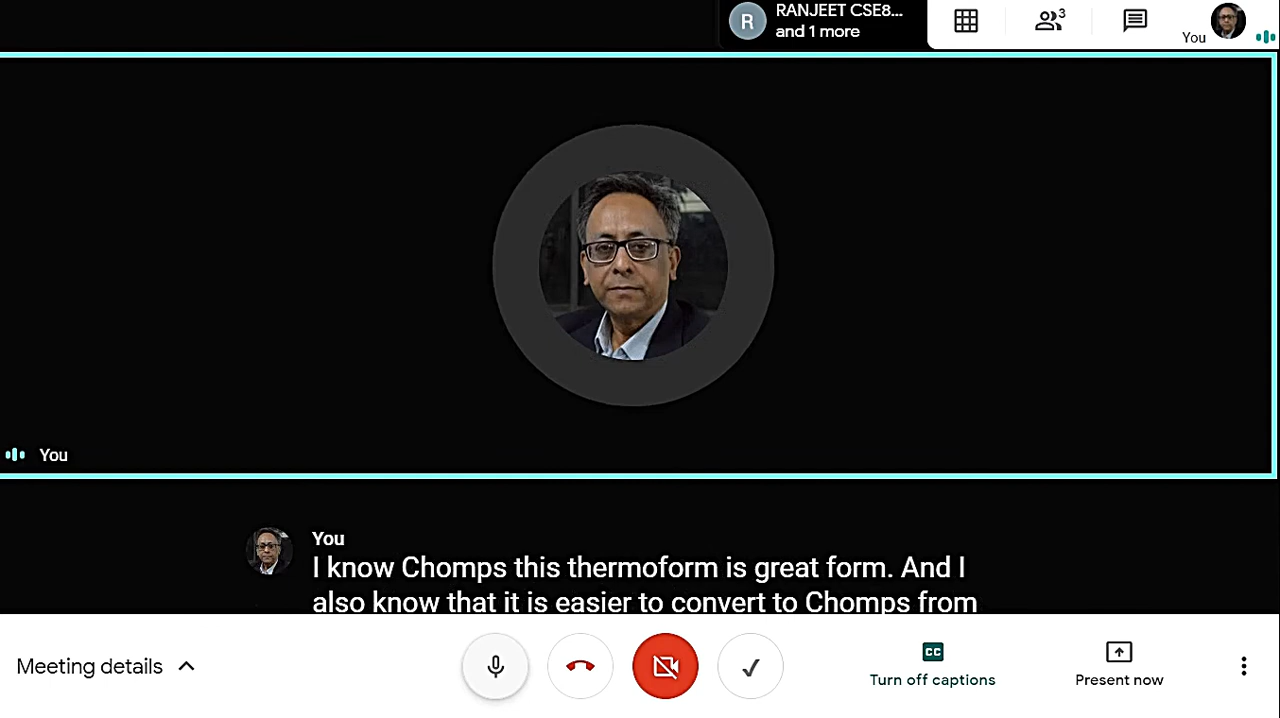 R
RANJEET CSE8...
and 1 more
3
You
You
You
I know Chomps this thermoform is great form. And I
also know that it is easier to convert to Chomps from
Meeting details
CC
Turn off captions
Present now